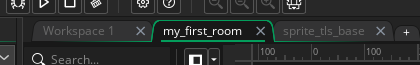 Workspace 1 my_first_room sprite_tls_base
Search... 100 0 100